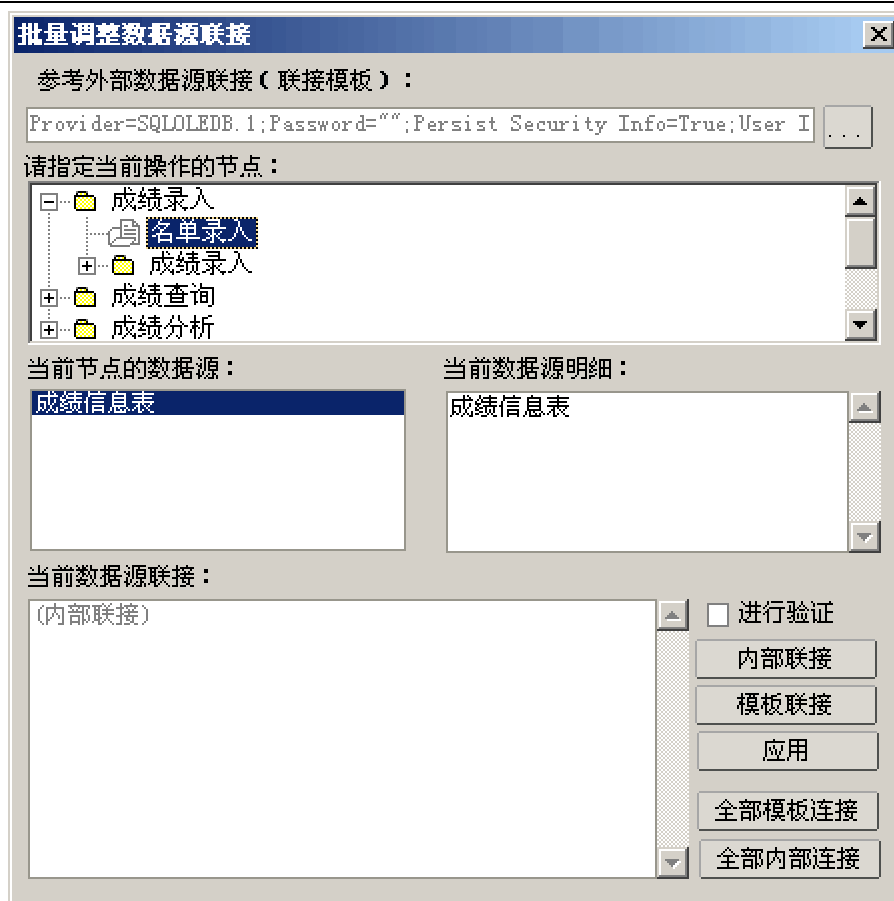 批量调整数据源联接
参考外部数据源联接(联接模板):
Provider=SQLOLEDB.1;Password="";Persist Security Info=True;User I
...
请指定当前操作的节点:
成绩录入
名单录入
成绩录入
成绩查询
成绩分析
当前节点的数据源:
当前数据源明细:
成绩信息表
成绩信息表
当前数据源联接:
(内部联接)
进行验证
内部联接
模板联接
应用
全部模板连接
全部内部连接